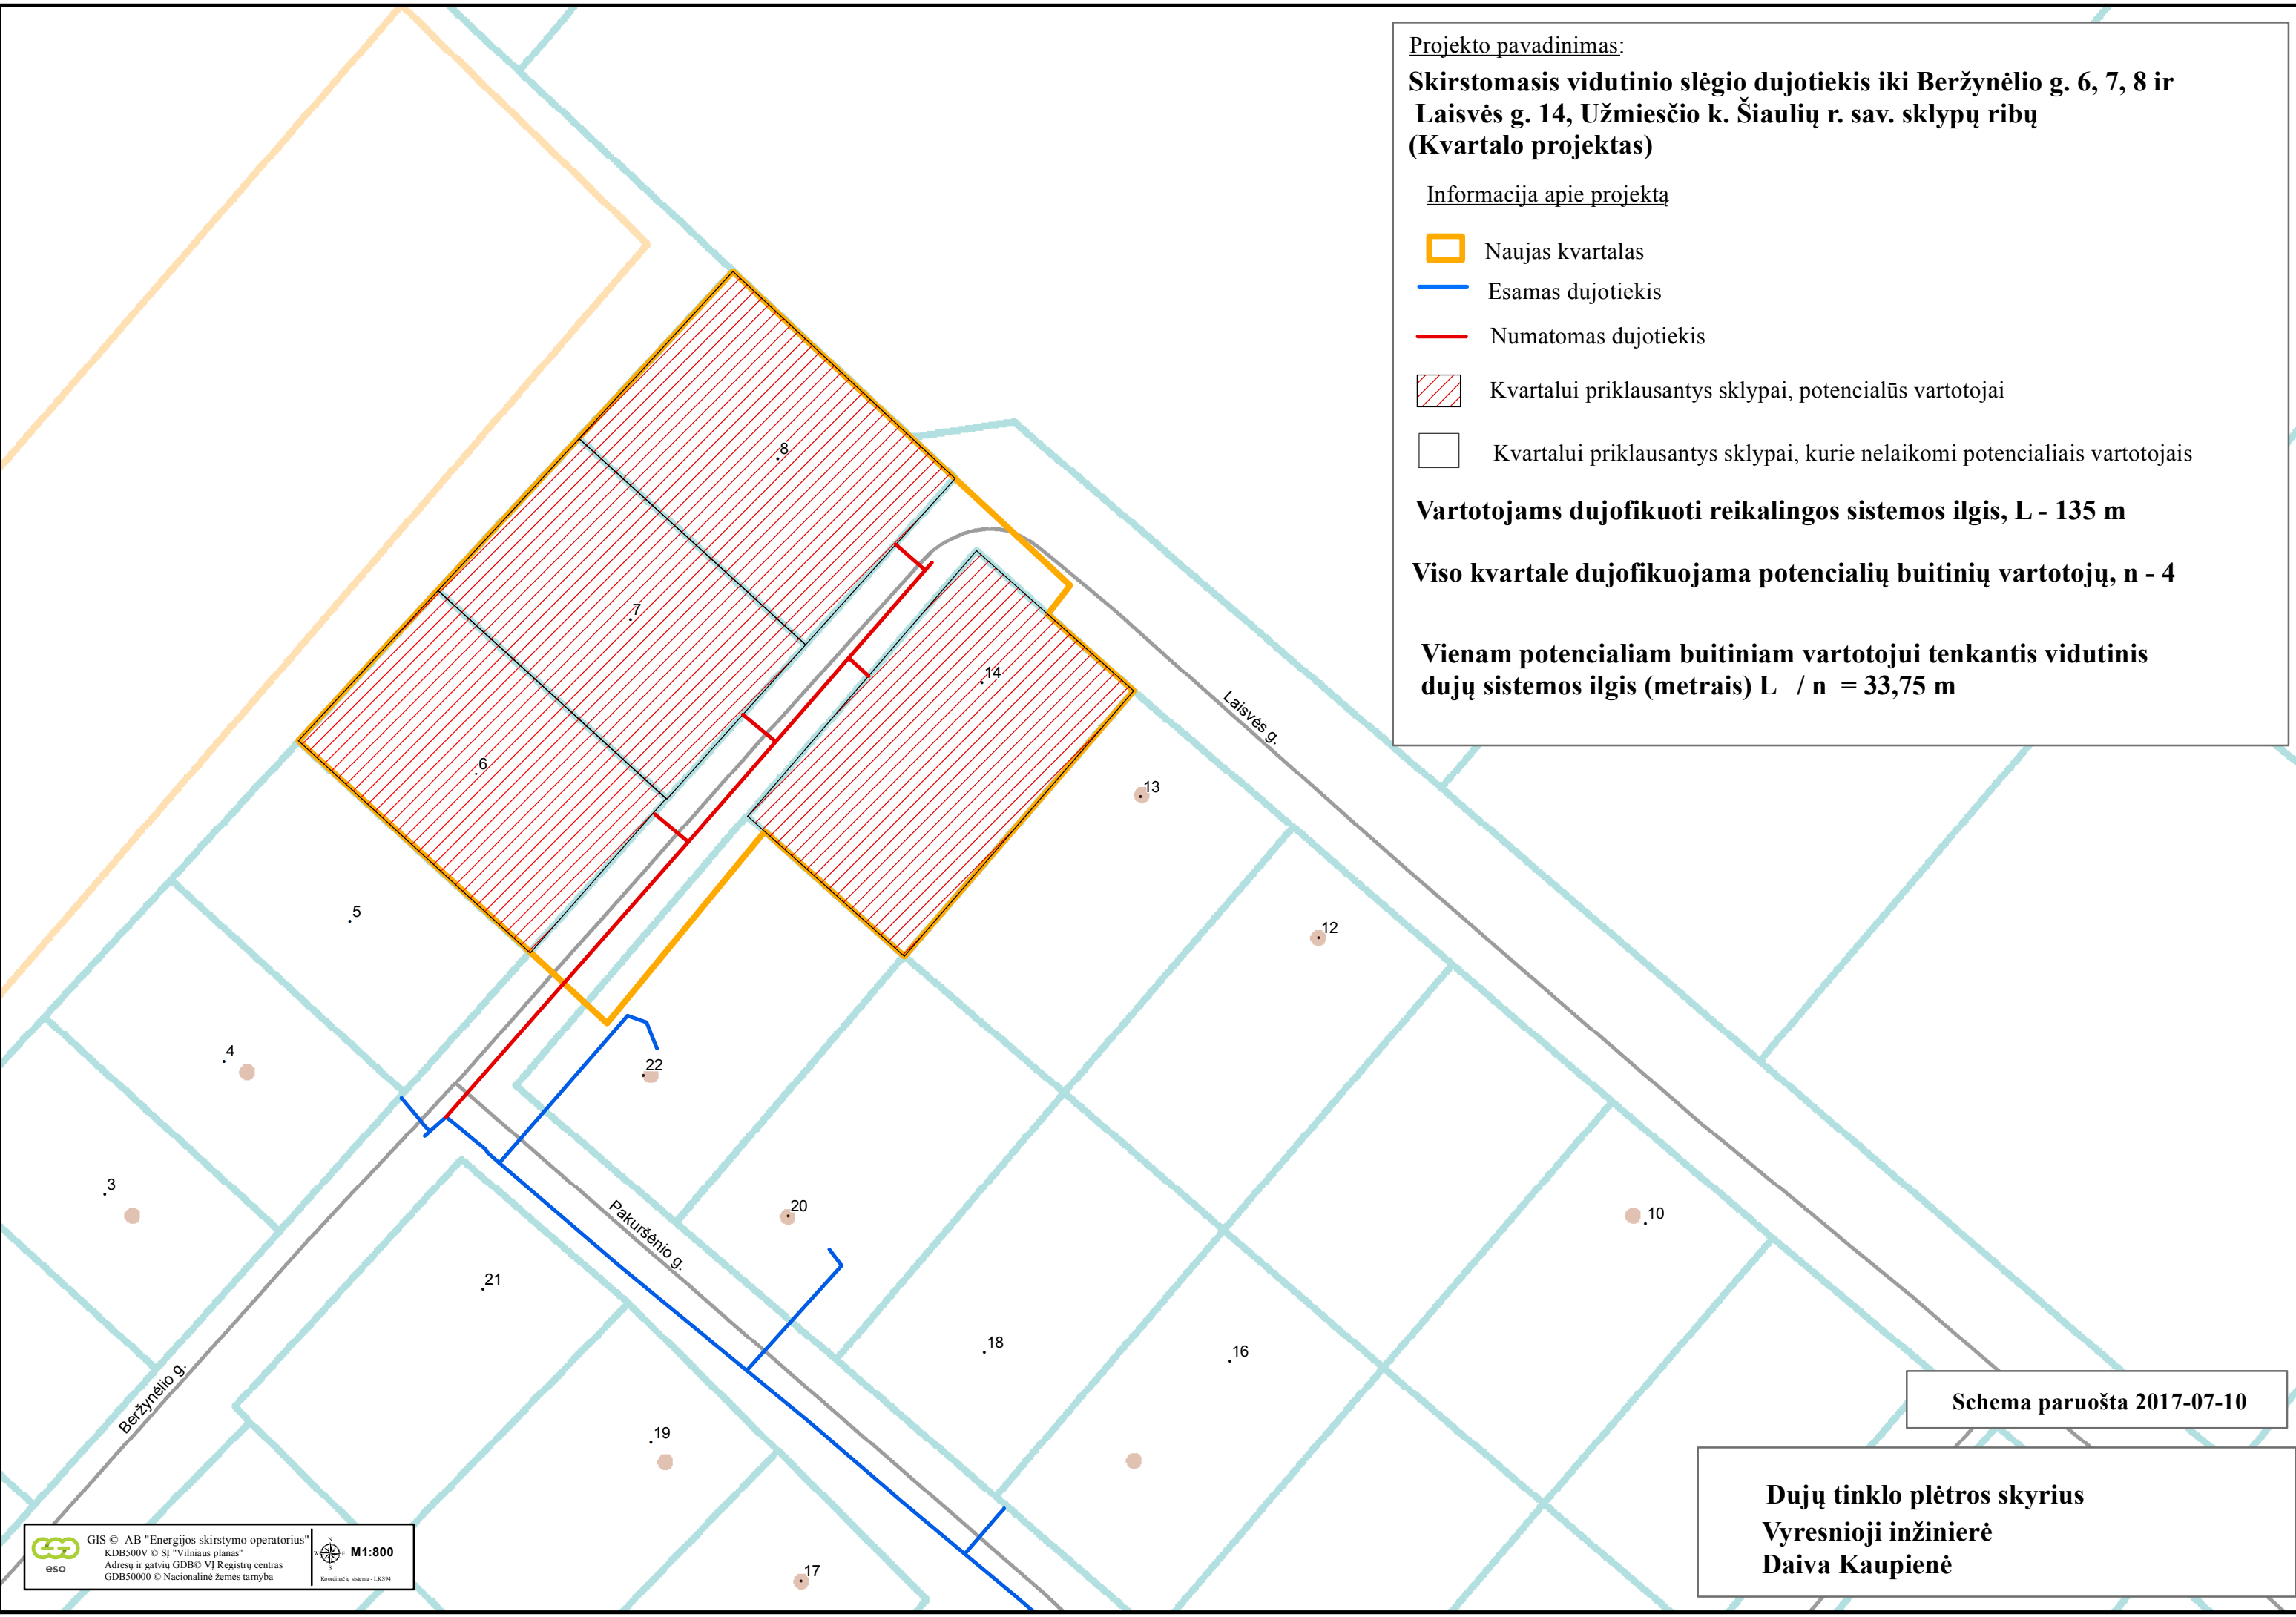 Projekto pavadinimas:
Skirstomasis vidutinio slėgio dujotiekis iki Beržynėlio g. 6, 7, 8 ir
Laisvės g. 14, Užmiesčio k. Šiaulių r. sav. sklypų ribų
(Kvartalo projektas)
Informacija apie projektą
Naujas kvartalas
Esamas dujotiekis
Numatomas dujotiekis
Kvartalui priklausantys sklypai, potencialūs vartotojai
Kvartalui priklausantys sklypai, kurie nelaikomi potencialiais vartotojais
Vartotojams dujofikuoti reikalingos sistemos ilgis, L - 135 m
Viso kvartale dujofikuojama potencialių buitinių vartotojų, n - 4
Vienam potencialiam buitiniam vartotojui tenkantis vidutinis
dujų sistemos ilgis (metrais) L / n = 33,75 m
8
7
14
6
Laisvės g.
13
5
12
4
22
3
20
10
Pakuršėnio g.
21
18
16
Beržynėlio g.
19
17
Schema paruošta 2017-07-10
Dujų tinklo plėtros skyrius
Vyresnioji inžinierė
Daiva Kaupienė
eso
GIS © AB "Energijos skirstymo operatorius"
KDB500V © SĮ "Vilniaus planas"
Adresų ir gatvių GDB© VĮ Registrų centras
GDB50000 © Nacionalinė žemės tarnyba
N
W E
S
M1:800
Koordinačių sistema - LKS94